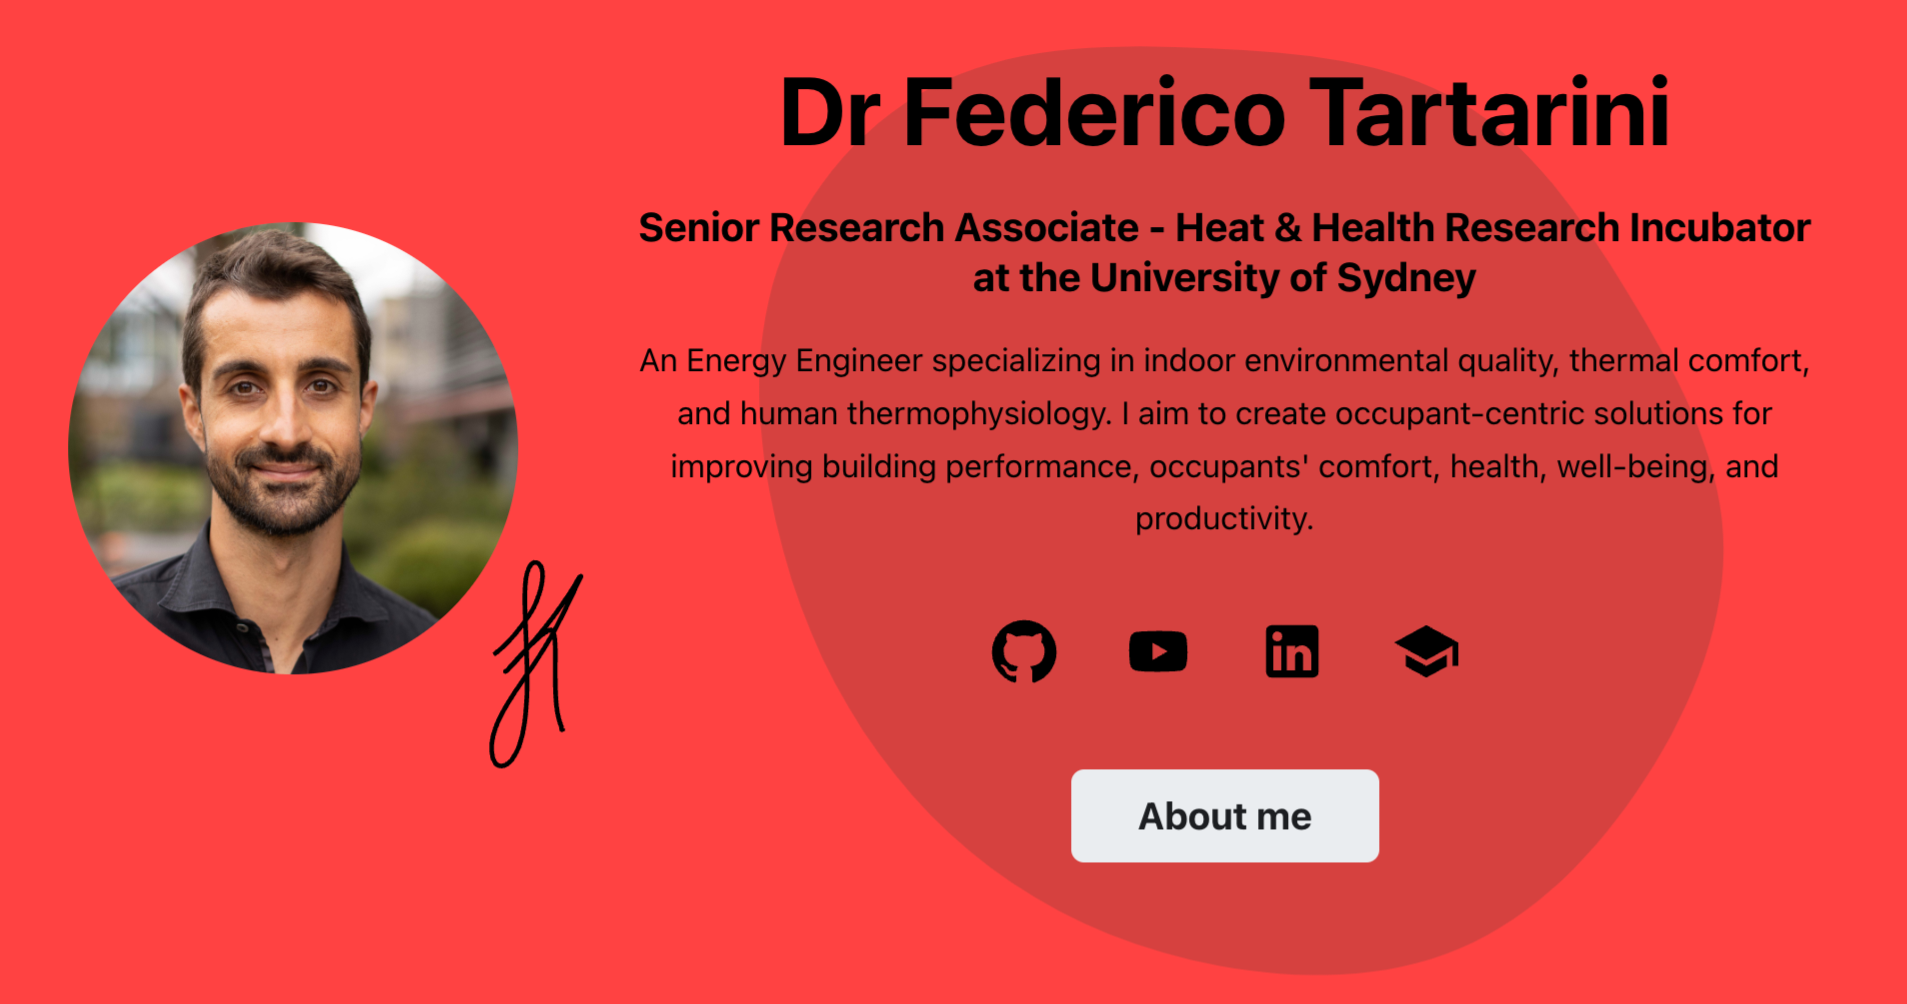 Dr Federico Tartarini
Senior Research Associate - Heat & Health Research Incubator
at the University of Sydney
An Energy Engineer specializing in indoor environmental quality, thermal comfort,
and human thermophysiology. I aim to create occupant-centric solutions for
improving building performance, occupants' comfort, health, well-being, and
productivity.
in
About me